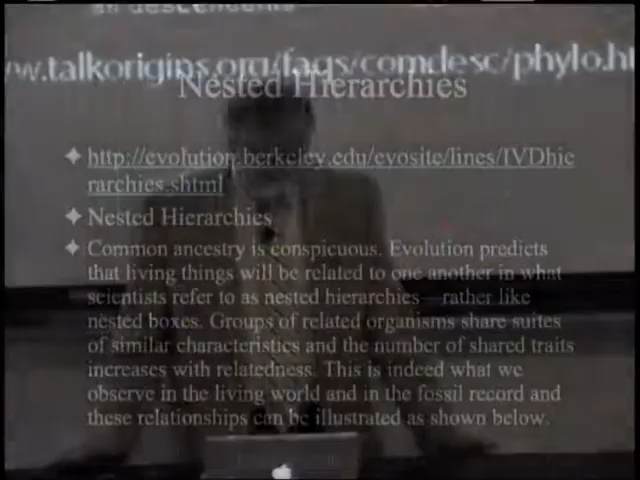 an descendents
w.talkorigins.org/faqs/comdesc/phylo.ht
Nested Hierarchies
http://evolution.berkeley.edu/evosite/lines/IVDhie
rarchies.shtml
Nested Hierarchies
Common ancestry is conspicuous. Evolution predicts
that living things will be related to one another in what
scientists refer to as nested hierarchies—rather like
nested boxes. Groups of related organisms share suites
of similar characteristics and the number of shared traits
increases with relatedness. This is indeed what we
observe in the living world and in the fossil record and
these relationships can be illustrated as shown below.